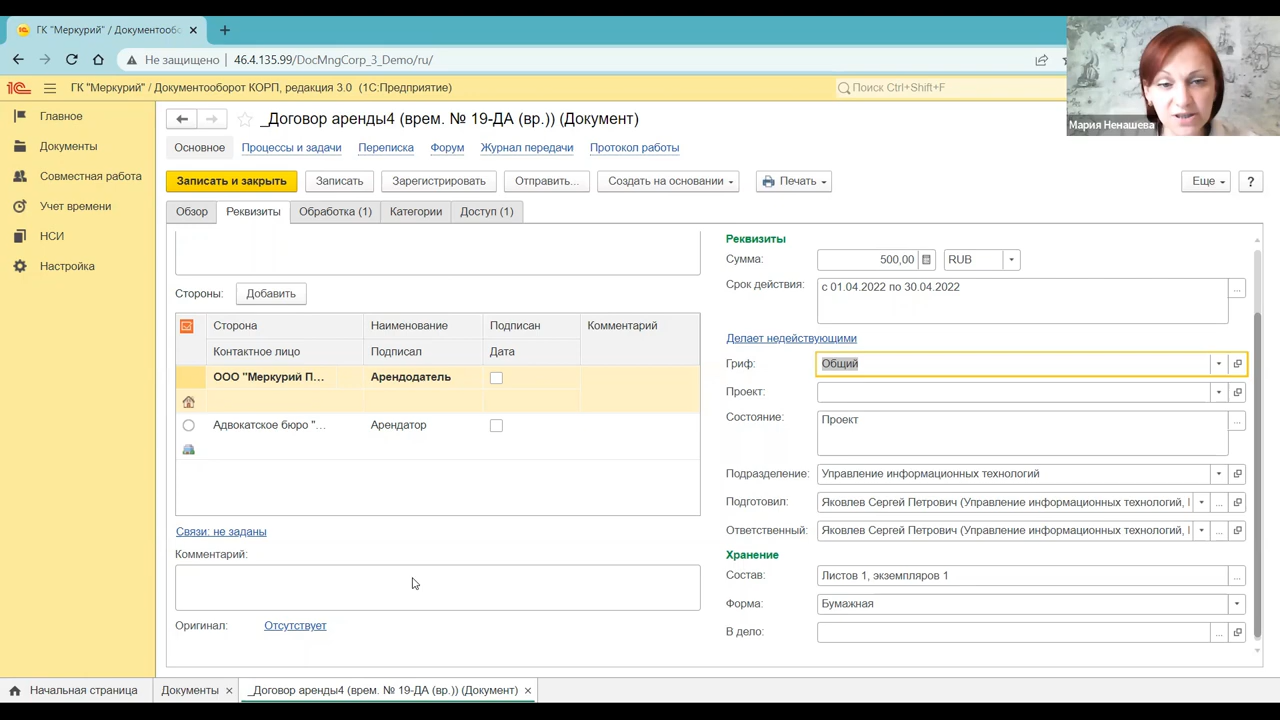 ГК "Меркурий" / Документообо
Не защищено
46.4.135.99/DocMngCorp_3_Demo/ru/
1С
ГК "Меркурий" / Документооборот КОРП, редакция 3.0 (1С:Предприятие)
Поиск Ctrl+Shift+F
Мария Ненашева
Главное
Документы
Совместная работа
Учет времени
НСИ
Настройка
_Договор аренды4 (врем. № 19-ДА (вр.)) (Документ)
Основное Процессы и задачи Переписка Форум Журнал передачи Протокол работы
Записать и закрыть Записать Зарегистрировать Отправить... Создать на основании Печать Еще ?
Обзор Реквизиты Обработка (1) Категории Доступ (1)
Стороны: Добавить
Сторона Наименование Подписан Комментарий
Контактное лицо Подписал Дата
ООО "Меркурий П... Арендодатель
Адвокатское бюро "... Арендатор
Связи: не заданы
Комментарий:
Оригинал: Отсутствует
Реквизиты
Сумма: 500,00 RUB
Срок действия: с 01.04.2022 по 30.04.2022
Делает недействующими
Гриф: Общий
Проект:
Состояние: Проект
Подразделение: Управление информационных технологий
Подготовил: Яковлев Сергей Петрович (Управление информационных технологий,
Ответственный: Яковлев Сергей Петрович (Управление информационных технологий,
Хранение
Состав: Листов 1, экземпляров 1
Форма: Бумажная
В дело:
Начальная страница Документы _Договор аренды4 (врем. № 19-ДА (вр.)) (Документ)